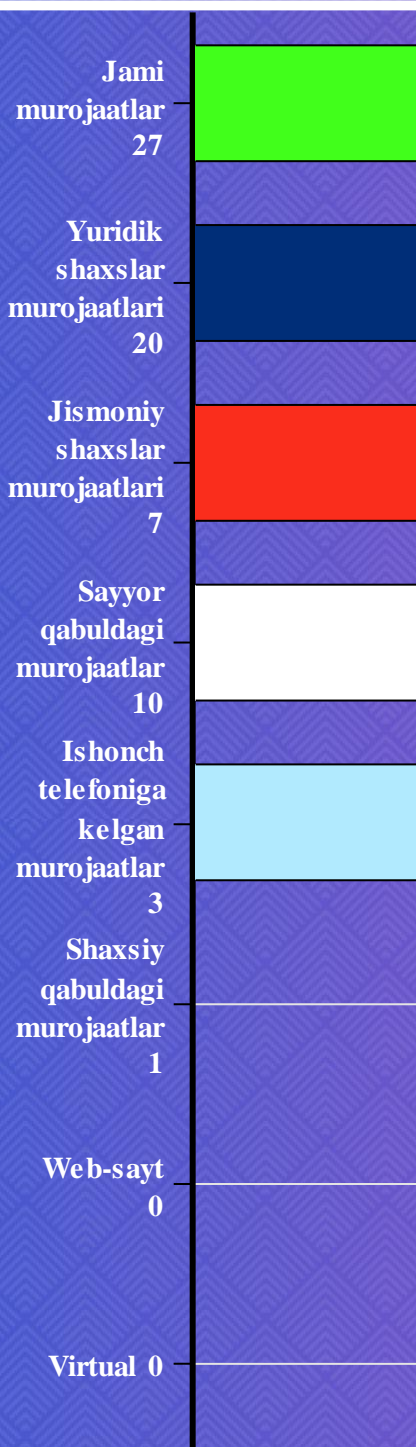 Jami
murojaatlar
27
Yuridik
shaxslar
murojaatlari
20
Jismoniy
shaxslar
murojaatlari
7
Sayyor
qabuldagi
murojaatlar
10
Ishonch
telefoniga
kelgan
murojaatlar
3
Shaxsiy
qabuldagi
murojaatlar
1
Web-sayt
0
Virtual 0